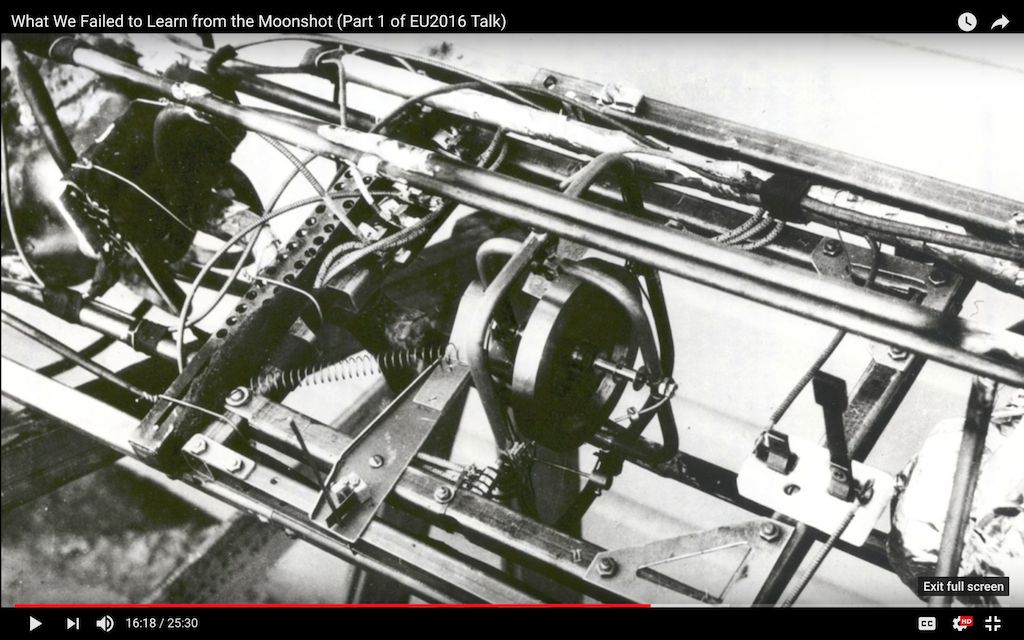 What We Failed to Learn from the Moonshot (Part 1 of EU2016 Talk)
Exit full screen
16:18 / 25:30
CC
HD